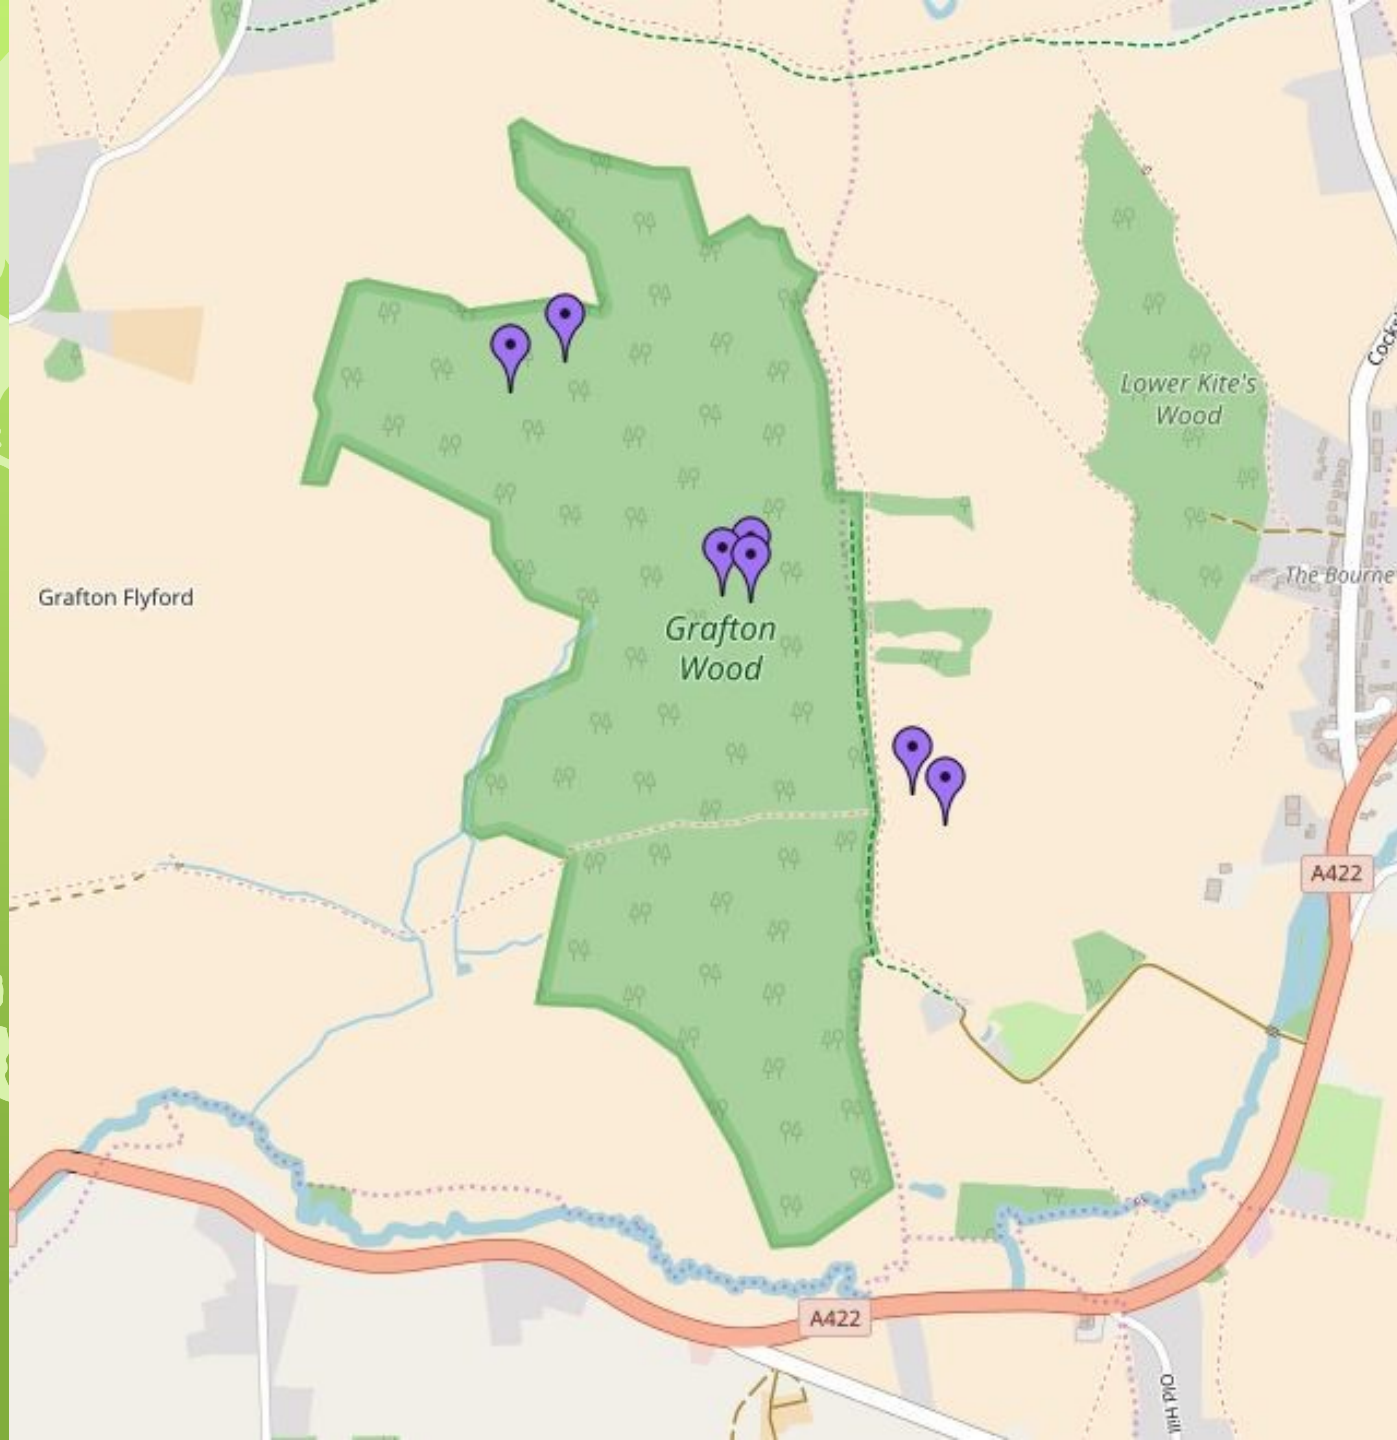 Lower Kite's
Wood
The Bourne
Grafton Flyford
Grafton
Wood
A422
A422
Old Hill